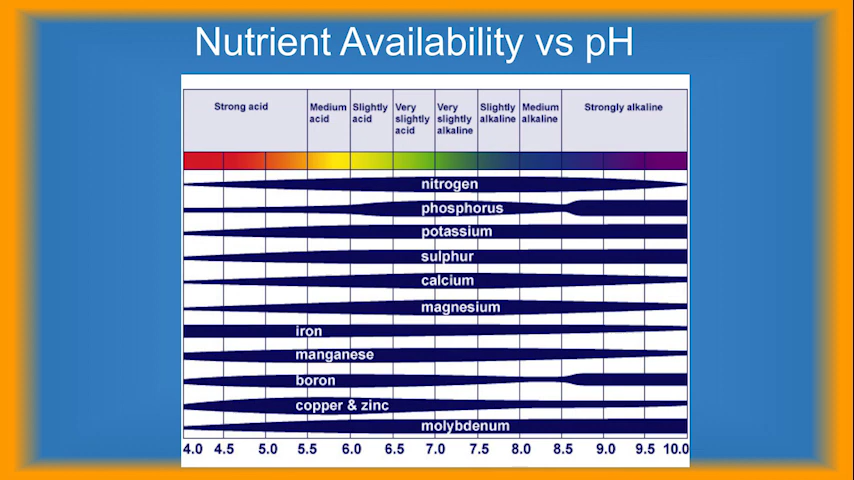 Nutrient Availability vs pH
Strong acid
Medium
acid
Slightly
acid
Very
slightly
acid
Very
slightly
alkaline
Slightly
alkaline
Medium
alkaline
Strongly alkaline
nitrogen
phosphorus
potassium
sulphur
calcium
magnesium
iron
manganese
boron
copper & zinc
molybdenum
4.0 4.5 5.0 5.5 6.0 6.5 7.0 7.5 8.0 8.5 9.0 9.5 10.0